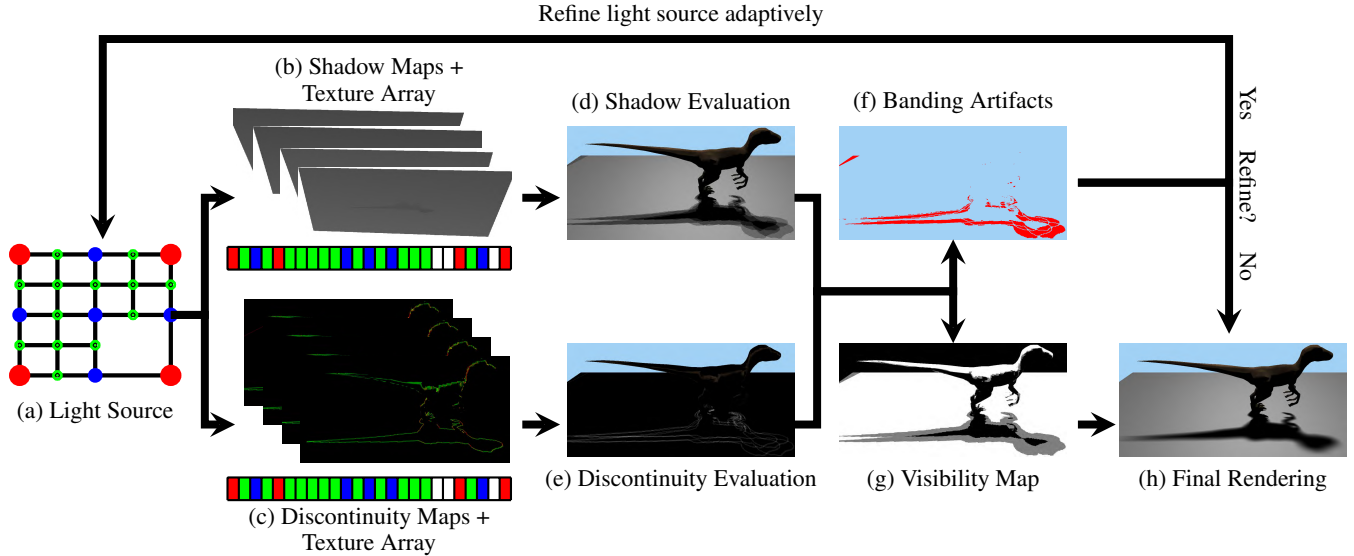 Refine light source adaptively
(b) Shadow Maps +
Texture Array
(d) Shadow Evaluation
(f) Banding Artifacts
Yes
Refine?
No
(a) Light Source
(e) Discontinuity Evaluation
(g) Visibility Map
(h) Final Rendering
(c) Discontinuity Maps +
Texture Array